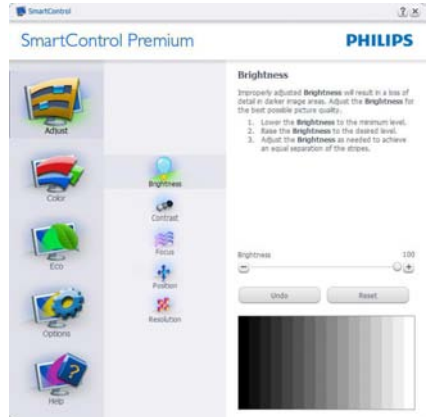 SmartControl
SmartControl Premium
PHILIPS
Adjust
Color
Eco
Options
Help
Brightness
Contrast
Focus
Position
Resolution
Brightness
Improperly adjusted Brightness will result in a loss of
detail in darker image areas. Adjust the Brightness for
the best possible picture quality.
1. Lower the Brightness to the minimum level.
2. Raise the Brightness to the desired level.
3. Adjust the Brightness as needed to achieve
an equal separation of the stripes.
Brightness 100
Undo Reset